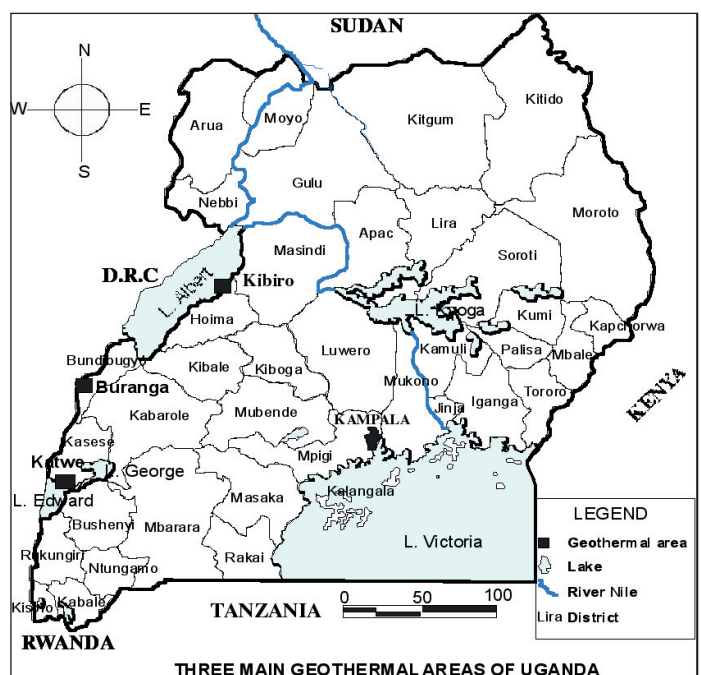 SUDAN
N
W
E
S
Kitido
Arua
Moyo
Kitgum
Gulu
Nebbi
Moroto
Lira
Apac
Masindi
Soroti
D.R.C
L. Albert
Kibiro
L. Kyoga
Hoima
Kumi
Kapchorwa
Bundibugyo
Luwero
Kamuli
Palisa
Mbale
Kibale
Kiboga
Buranga
Mukono
Tororo
KENYA
Kabarole
Mubende
Jinja
Iganga
KAMPALA
Kasese
Mpigi
Katwe
L. George
L. Edward
Masaka
Kalangala
Bushenyi
Mbarara
L. Victoria
Rukungiri
Ntungamo
Rakai
Kabale
RWANDA
TANZANIA
0 50 100
LEGEND
Geothermal area
Lake
River Nile
Lira District
THREE MAIN GEOTHERMAL AREAS OF UGANDA